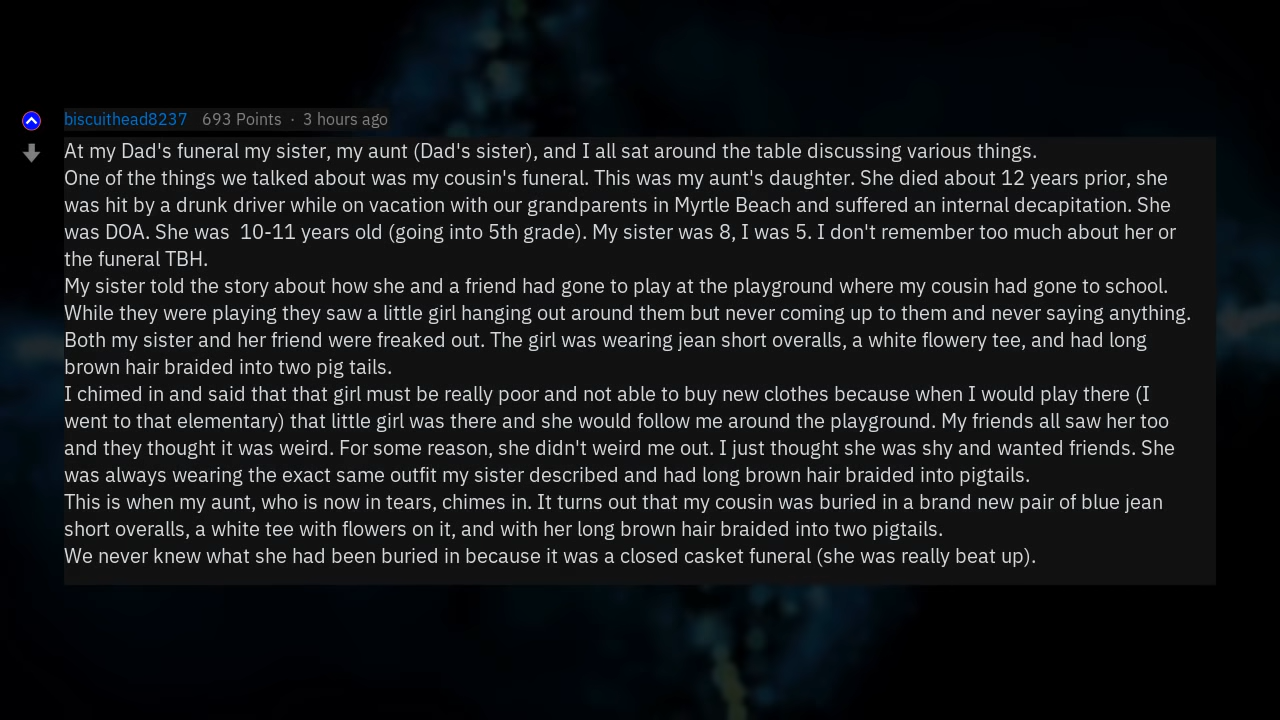 biscuithead8237 693 Points · 3 hours ago
At my Dad's funeral my sister, my aunt (Dad's sister), and I all sat around the table discussing various things.
One of the things we talked about was my cousin's funeral. This was my aunt's daughter. She died about 12 years prior, she
was hit by a drunk driver while on vacation with our grandparents in Myrtle Beach and suffered an internal decapitation. She
was DOA. She was  10-11 years old (going into 5th grade). My sister was 8, I was 5. I don't remember too much about her or
the funeral TBH.
My sister told the story about how she and a friend had gone to play at the playground where my cousin had gone to school.
While they were playing they saw a little girl hanging out around them but never coming up to them and never saying anything.
Both my sister and her friend were freaked out. The girl was wearing jean short overalls, a white flowery tee, and had long
brown hair braided into two pig tails.
I chimed in and said that that girl must be really poor and not able to buy new clothes because when I would play there (I
went to that elementary) that little girl was there and she would follow me around the playground. My friends all saw her too
and they thought it was weird. For some reason, she didn't weird me out. I just thought she was shy and wanted friends. She
was always wearing the exact same outfit my sister described and had long brown hair braided into pigtails.
This is when my aunt, who is now in tears, chimes in. It turns out that my cousin was buried in a brand new pair of blue jean
short overalls, a white tee with flowers on it, and with her long brown hair braided into two pigtails.
We never knew what she had been buried in because it was a closed casket funeral (she was really beat up).